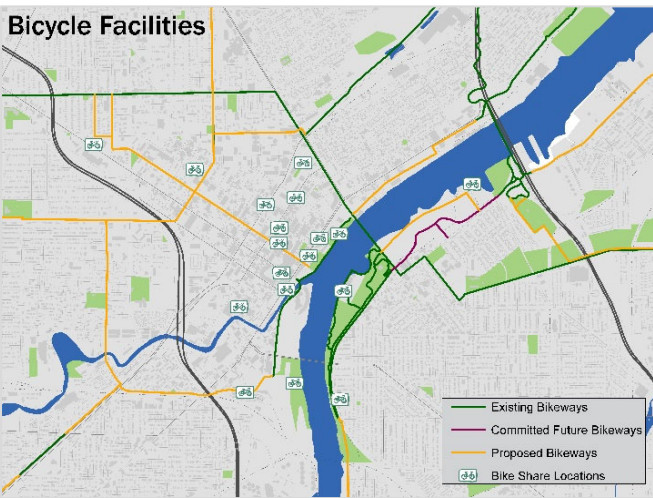 Bicycle Facilities
Existing Bikeways
Committed Future Bikeways
Proposed Bikeways
Bike Share Locations